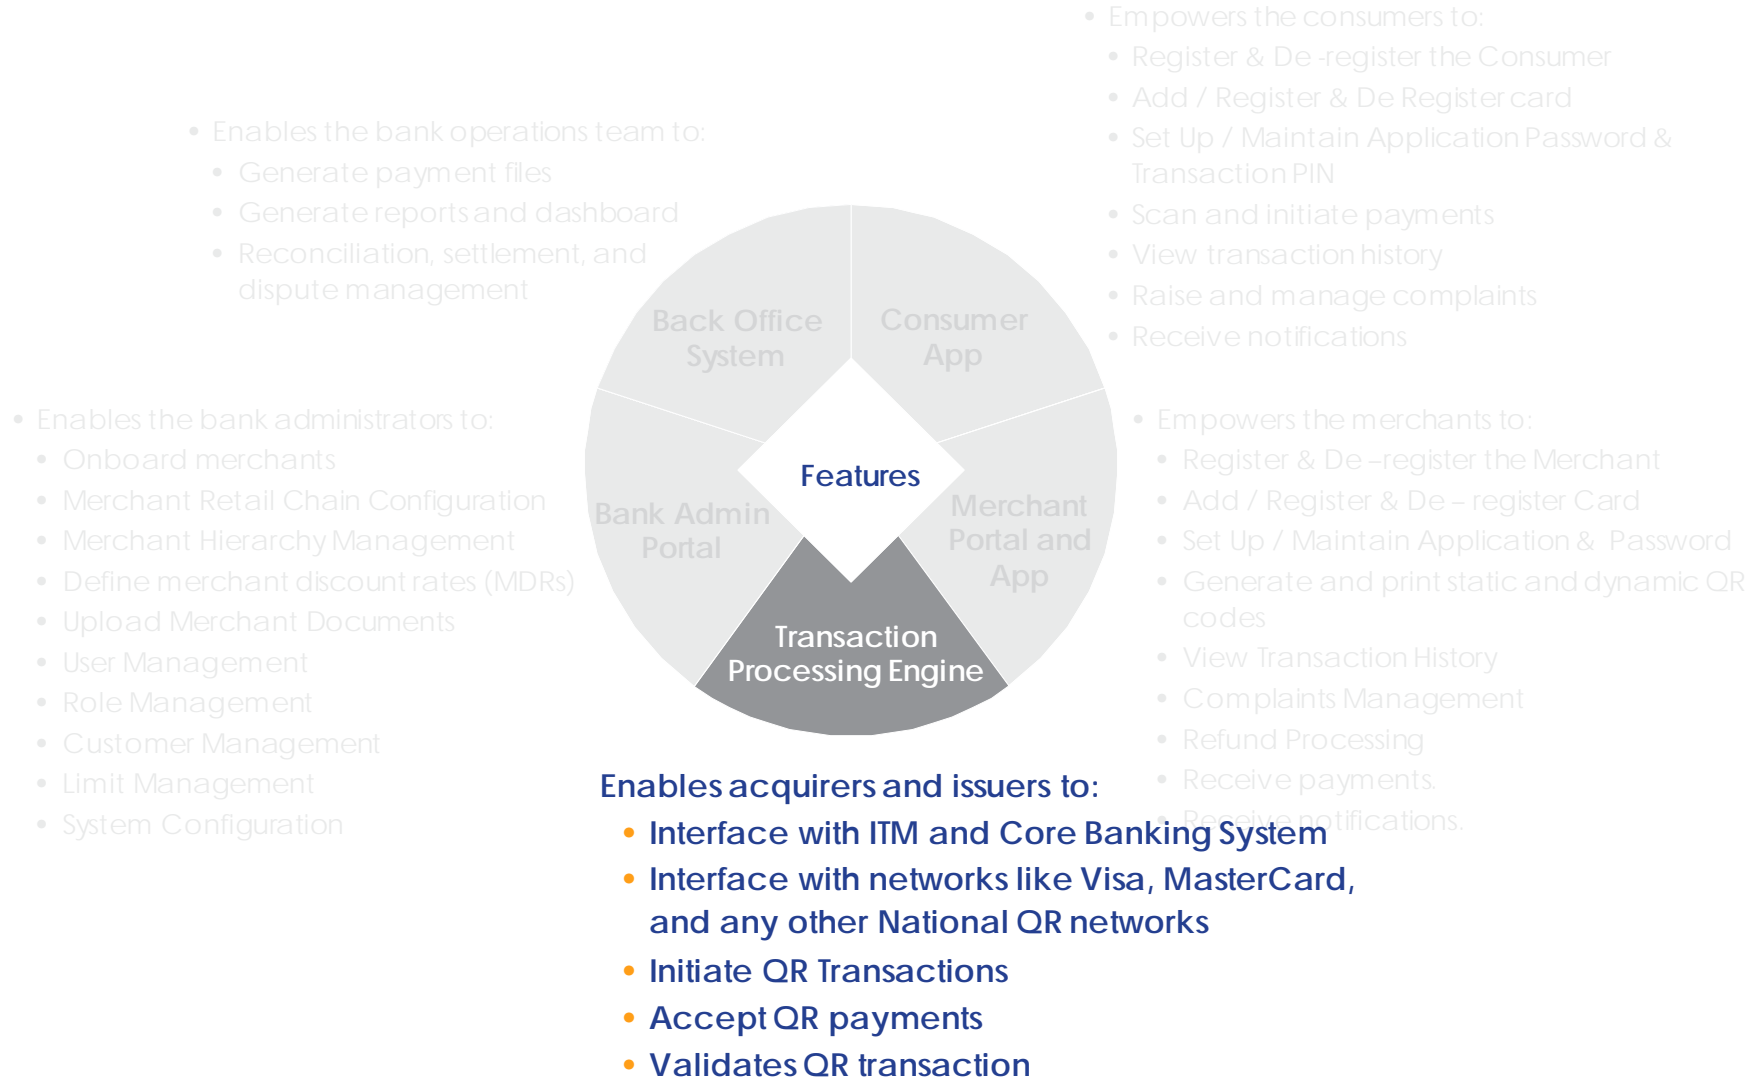 • Empowers the consumers to:
• Register & De -register the Consumer
• Add / Register & De Register card
• Set Up / Maintain Application Password &
Transaction PIN
• Scan and initiate payments
• View transaction history
• Raise and manage complaints
• Receive notifications
• Enables the bank operations team to:
• Generate payment files
• Generate reports and dashboard
• Reconciliation, settlement, and
dispute management
Back Office
System
Consumer
App
• Enables the bank administrators to:
• Onboard merchants
• Merchant Retail Chain Configuration
• Merchant Hierarchy Management
• Define merchant discount rates (MDRs)
• Upload Merchant Documents
• User Management
• Role Management
• Customer Management
• Limit Management
• System Configuration
Bank Admin
Portal
Features
Merchant
Portal and
App
• Empowers the merchants to:
• Register & De –register the Merchant
• Add / Register & De – register Card
• Set Up / Maintain Application & Password
• Generate and print static and dynamic QR
codes
• View Transaction History
• Complaints Management
• Refund Processing
• Receive payments.
• Receive notifications.
Transaction
Processing Engine
Enables acquirers and issuers to:
• Interface with ITM and Core Banking System
• Interface with networks like Visa, MasterCard,
and any other National QR networks
• Initiate QR Transactions
• Accept QR payments
• Validates QR transaction